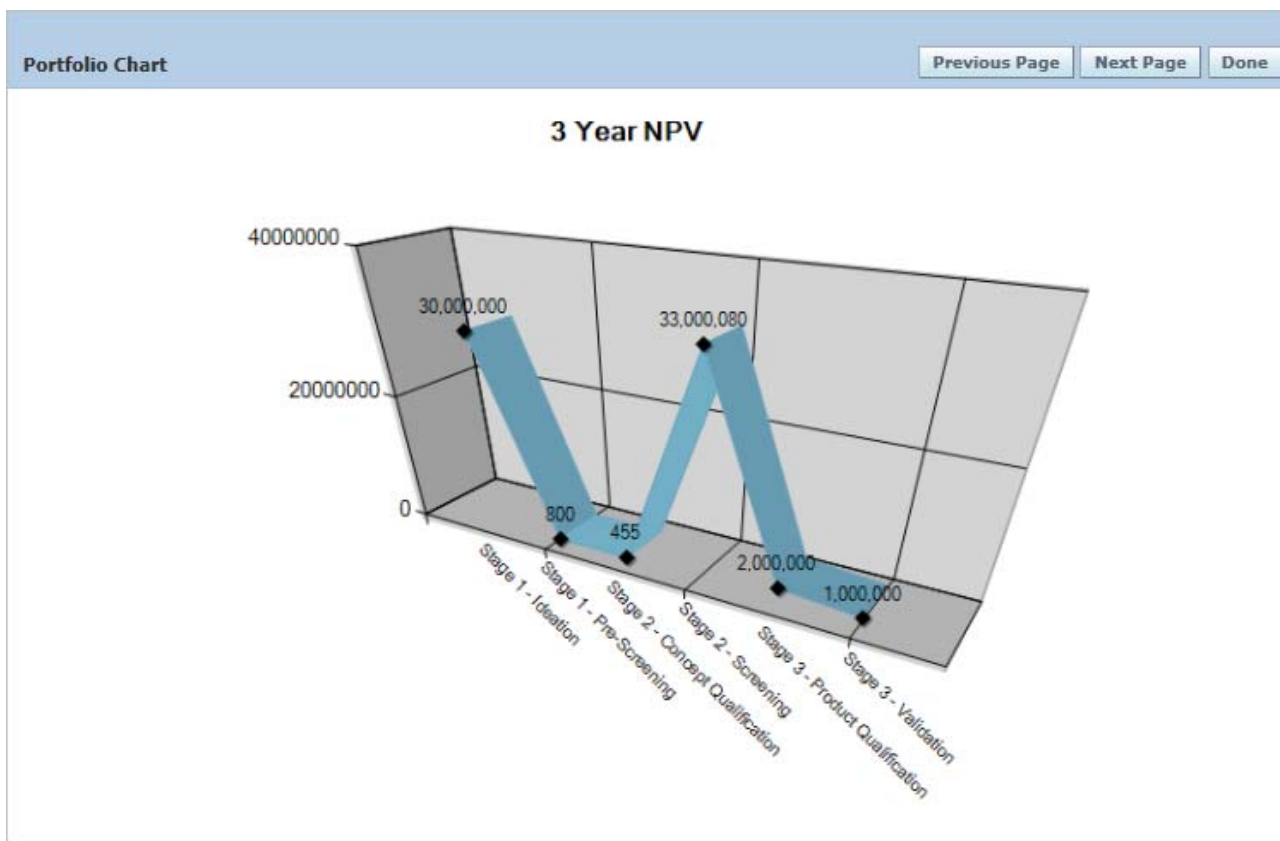 Portfolio Chart
Previous Page
Next Page
Done
3 Year NPV
40000000
20000000
0
30,000,000
800
455
33,000,080
2,000,000
1,000,000
Stage 1 - Ideation
Stage 1 - Pre-Screening
Stage 2 - Concept Qualification
Stage 2 - Screening
Stage 3 - Product Qualification
Stage 3 - Validation